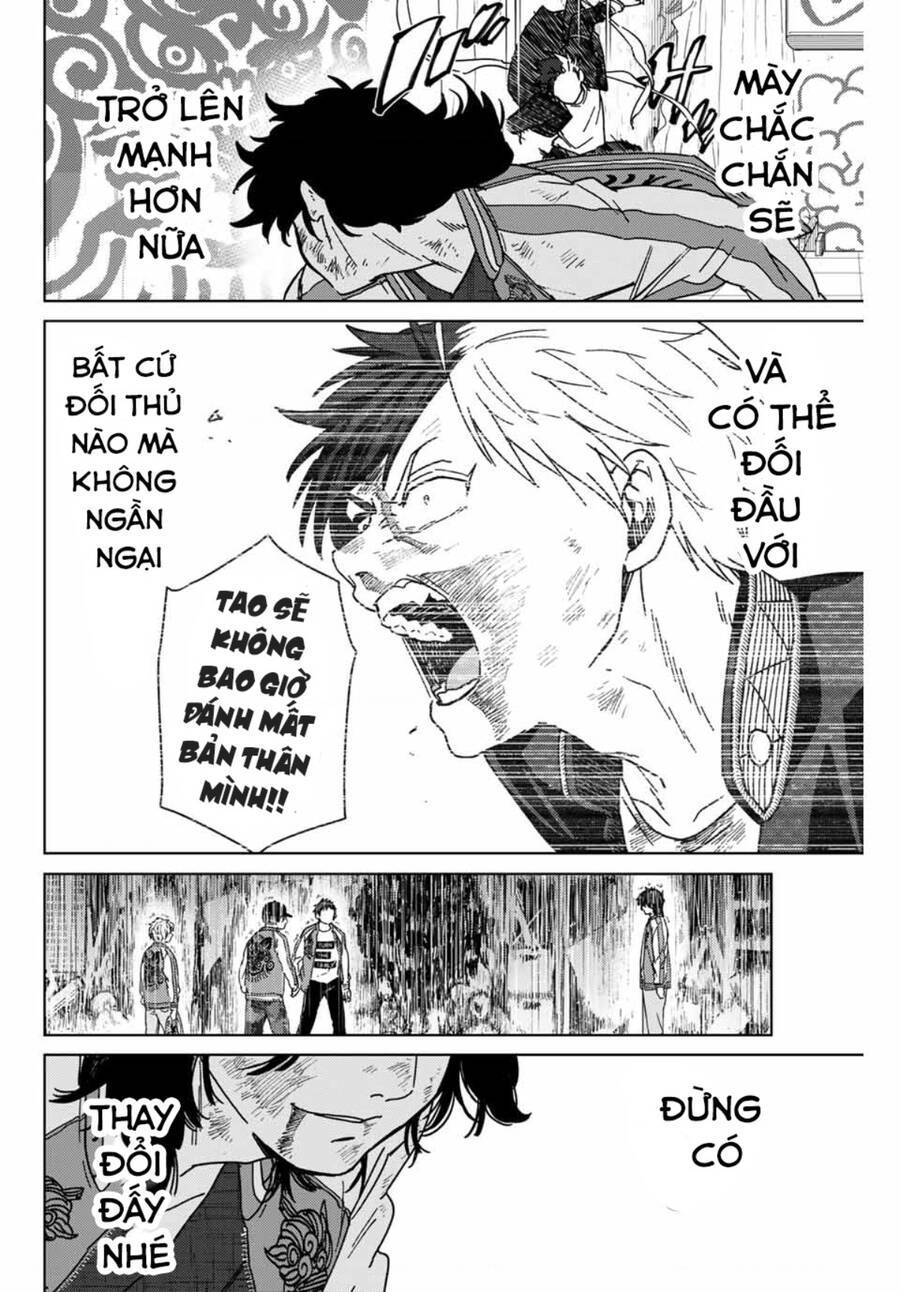 MÀY
CHẮC
CHẮN
SẼ
TRỞ LÊN
MẠNH
HƠN
NỮA
VÀ
CÓ THỂ
ĐỐI
ĐẦU
VỚI
BẤT CỨ
ĐỐI THỦ
NÀO MÀ
KHÔNG
NGẦN
NGẠI
TAO SẼ
KHÔNG
BAO GIỜ
ĐÁNH MẤT
BẢN THÂN
MÌNH!!
ĐỪNG
CÓ
THAY
ĐỔI
ĐẤY
NHÉ